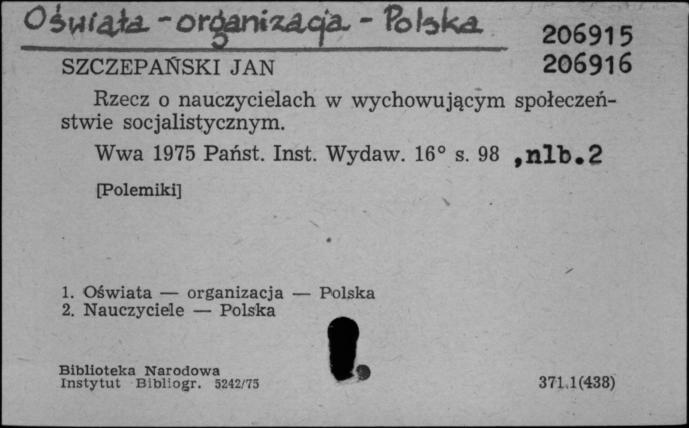 Oświata - organizacja - Polska
206915
206916
SZCZEPAŃSKI JAN
Rzecz o nauczycielach w wychowującym społeczeń-
stwie socjalistycznym.
Wwa 1975 Państ. Inst. Wydaw. 16° s. 98 ,nlb.2
[Polemiki]
1. Oświata — organizacja — Polska
2. Nauczyciele — Polska
Biblioteka Narodowa
Instytut Bibliogr. 5242/75
371.1(438)